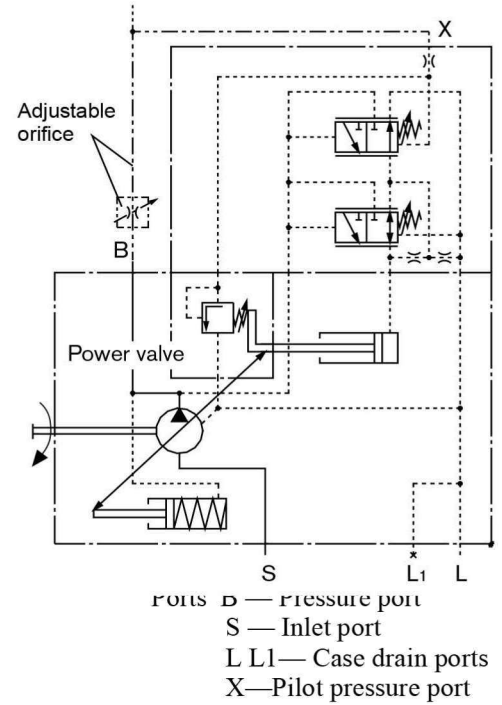 X
Adjustable
orifice
B
Power valve
S L1 L
Ports B — Pressure port
S — Inlet port
L L1— Case drain ports
X—Pilot pressure port